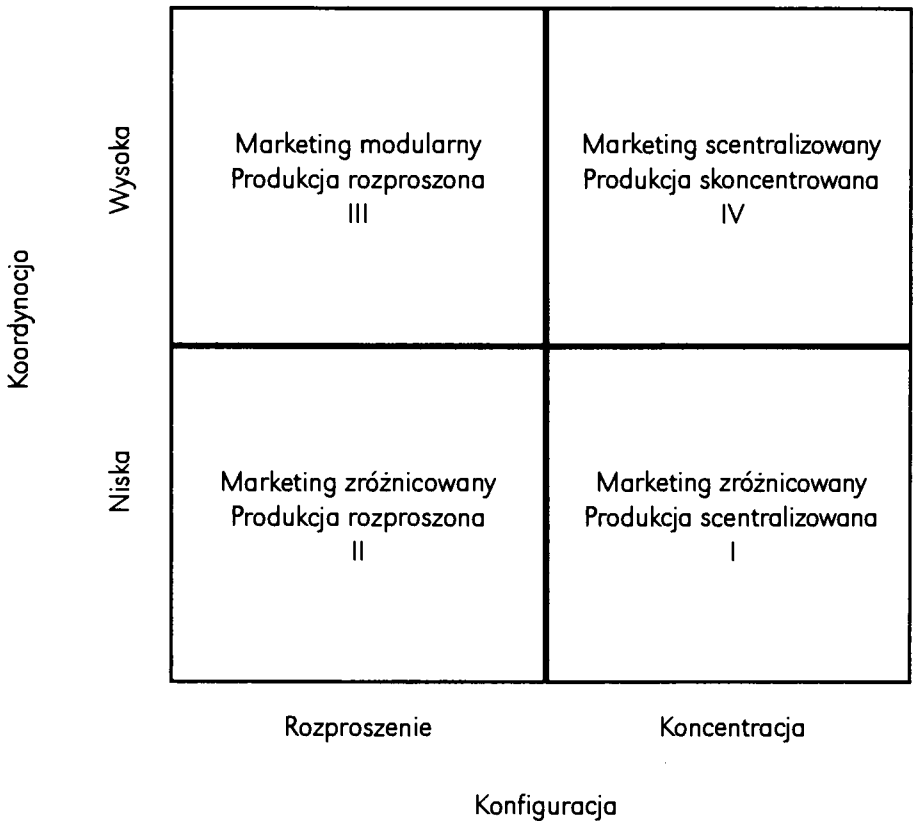 Koordynocjo
Wysoka
Marketing modularny
Produkcja rozproszona
III
Marketing scentralizowany
Produkcja skoncentrowana
IV
Niska
Marketing zróżnicowany
Produkcja rozproszona
II
Marketing zróżnicowany
Produkcja scentralizowana
I
Rozproszenie
Koncentracja
Konfiguracja